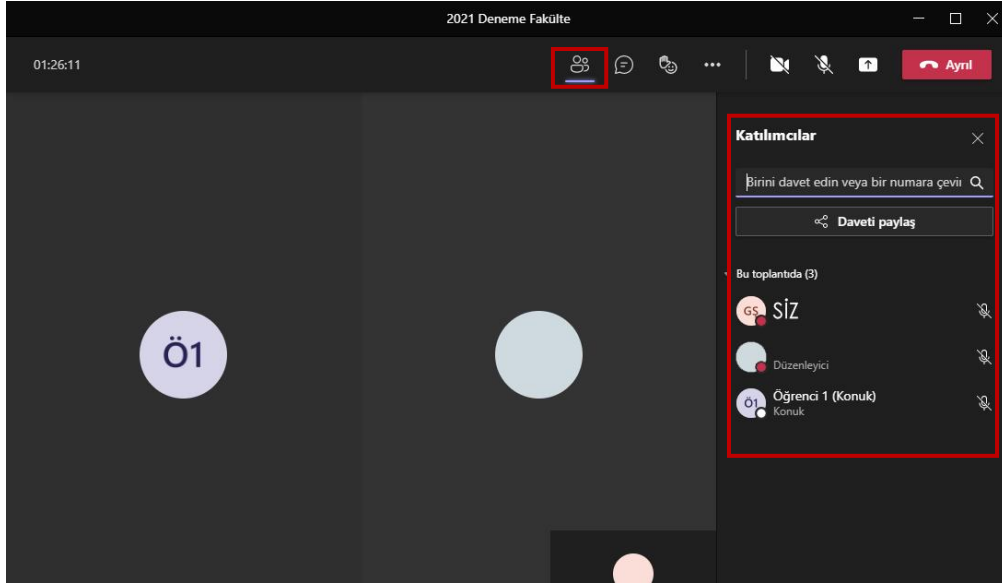 2021 Deneme Fakülte
01:26:11
Ayrıl
Katılımcılar
Birini davet edin veya bir numara çevii
Daveti paylaş
Bu toplantıda (3)
GS SİZ
Düzenleyici
Ö1 Öğrenci 1 (Konuk)
Konuk
Ö1